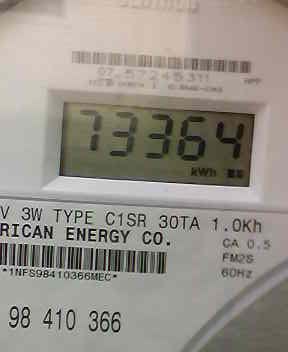 73364
kWh
V 3W TYPE C1SR 30TA 1.0Kh
RICAN ENERGY CO.
CA 0.5
FM2S
60Hz
*1NFS98410366MEC*
98 410 366